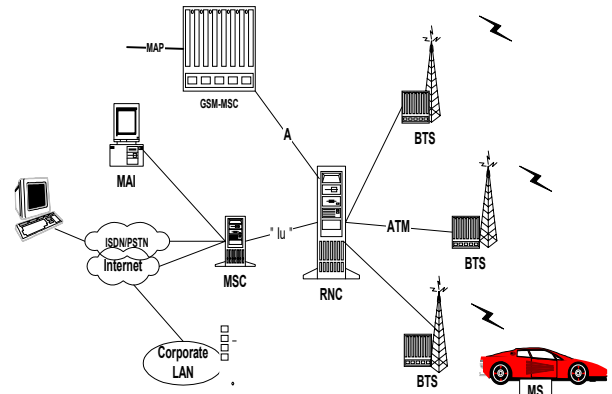 MAP
GSM-MSC
BTS
A
MAI
ISDN/PSTN
Internet
" Iu "
MSC
RNC
ATM
BTS
Corporate
LAN
BTS
MS